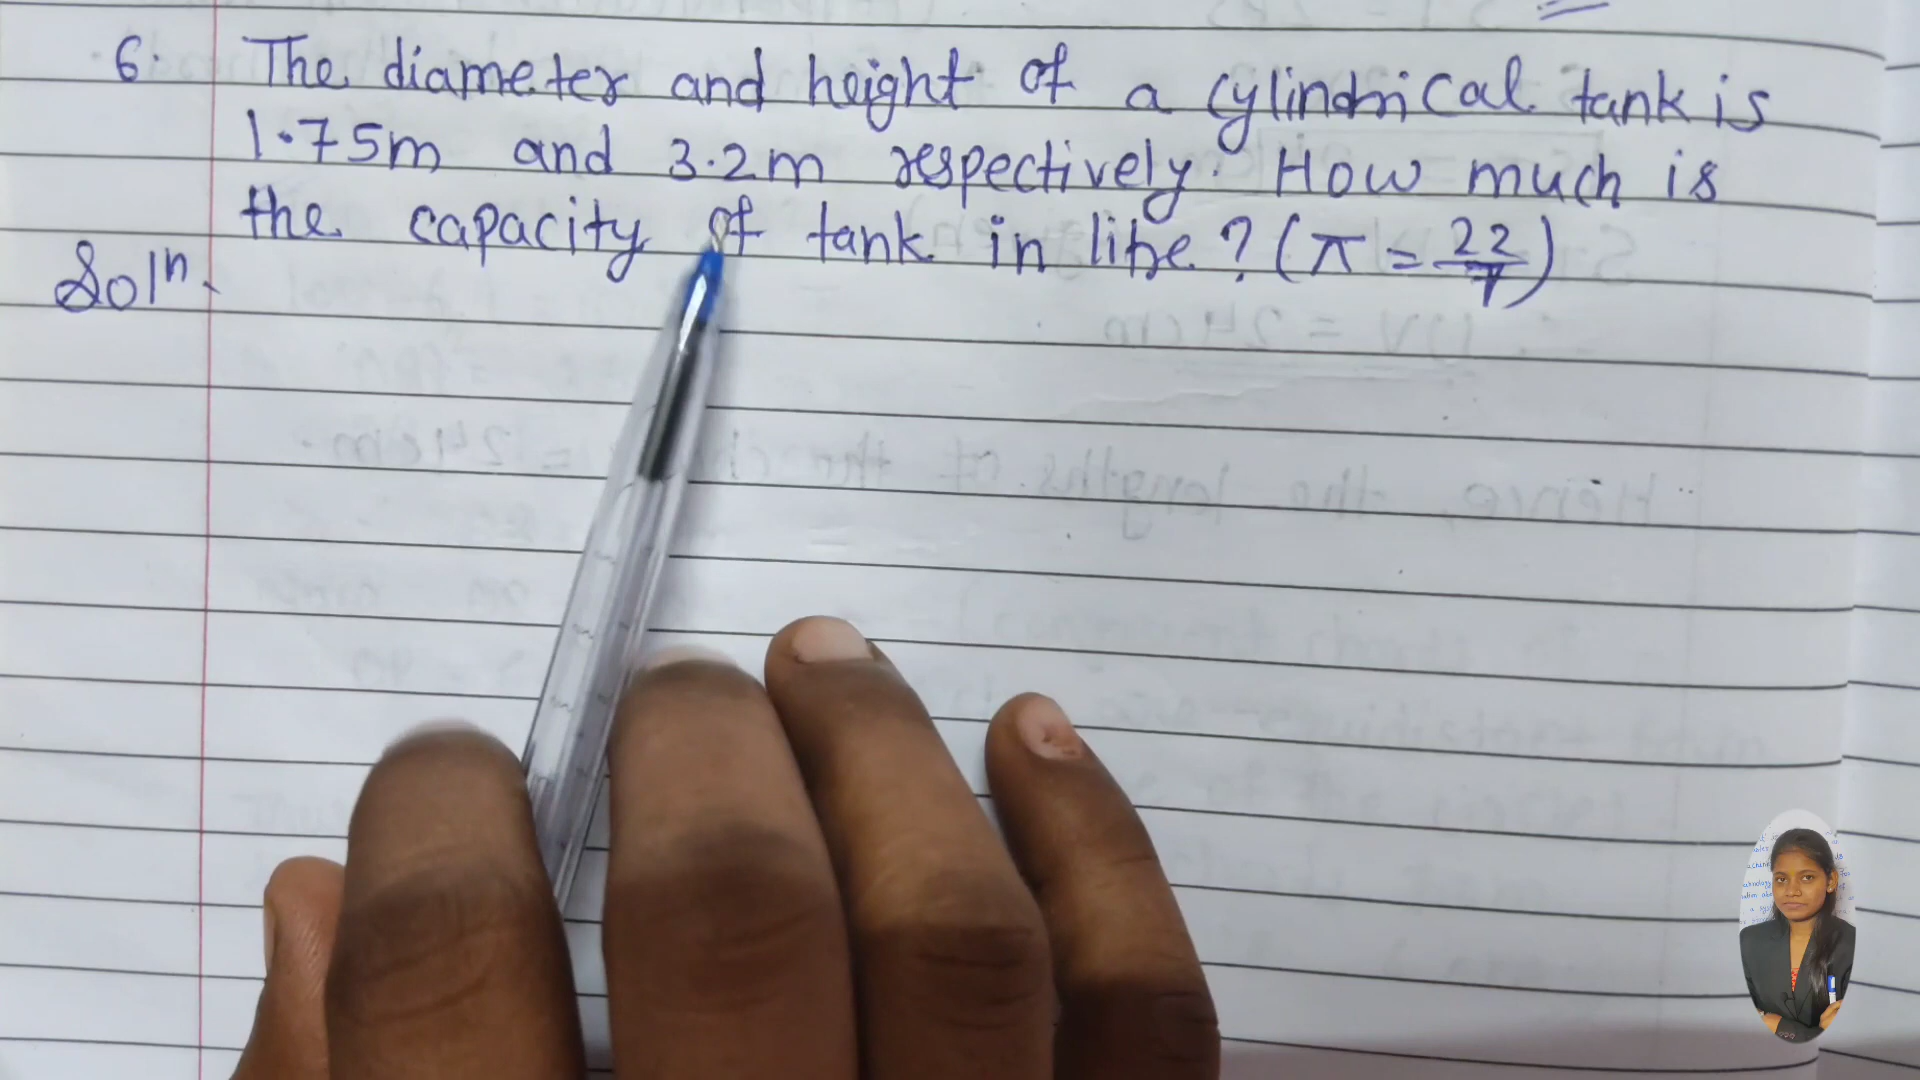 6. The diameter and height of a cylindrical tank is
1.75m and 3.2m respectively. How much is
the capacity of tank in litre? (π = 22/7)
Solⁿ.